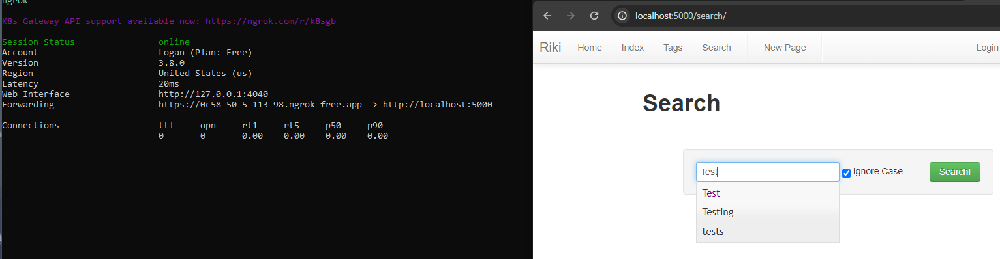 ngrok
K8s Gateway API support available now: https://ngrok.com/r/k8sgb
Session Status online
Account Logan (Plan: Free)
Version 3.8.0
Region United States (us)
Latency 20ms
Web Interface http://127.0.0.1:4040
Forwarding https://0c58-50-5-113-98.ngrok-free.app -> http://localhost:5000
Connections ttl opn rt1 rt5 p50 p90
0 0 0.00 0.00 0.00 0.00
localhost:5000/search/
Riki Home Index Tags Search New Page Login
Search
Test Ignore Case Search!
Test
Testing
tests